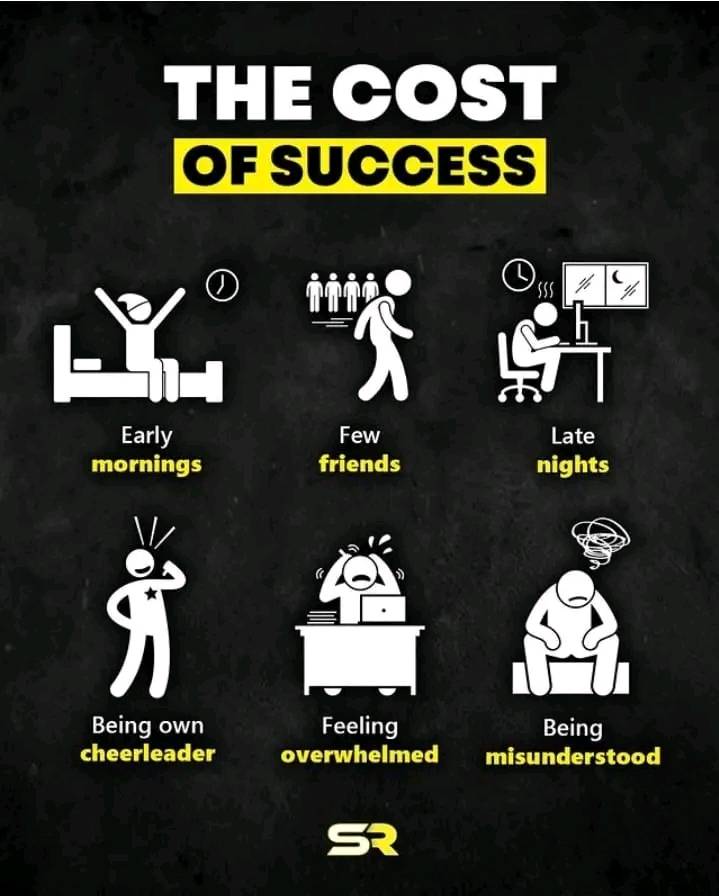 THE COST
OF SUCCESS
Early
mornings
Few
friends
Late
nights
Being own
cheerleader
Feeling
overwhelmed
Being
misunderstood
SR